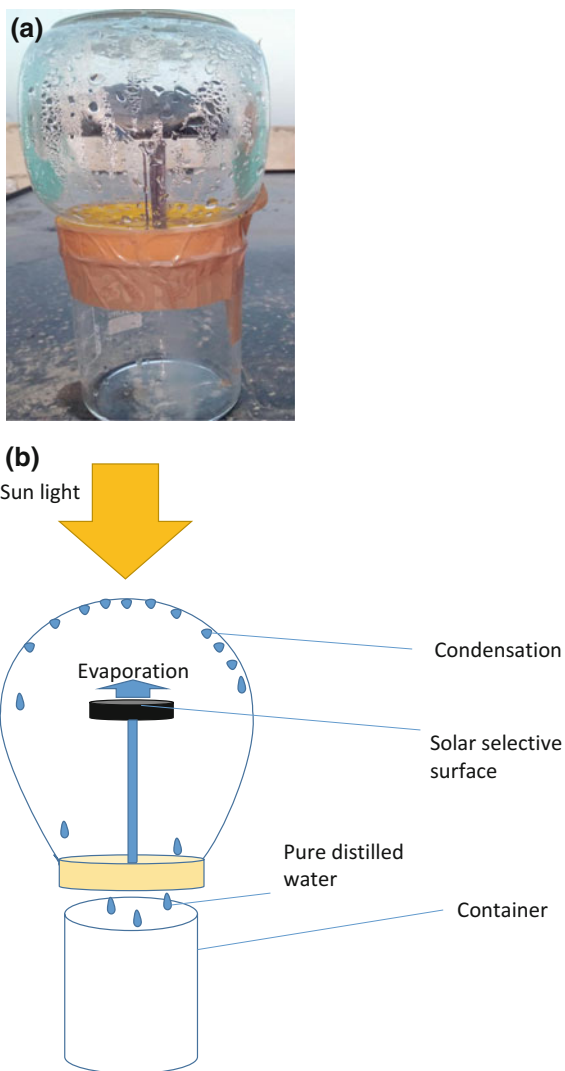 (a)
(b)
Sun light
Condensation
Evaporation
Solar selective
surface
Pure distilled
water
Container